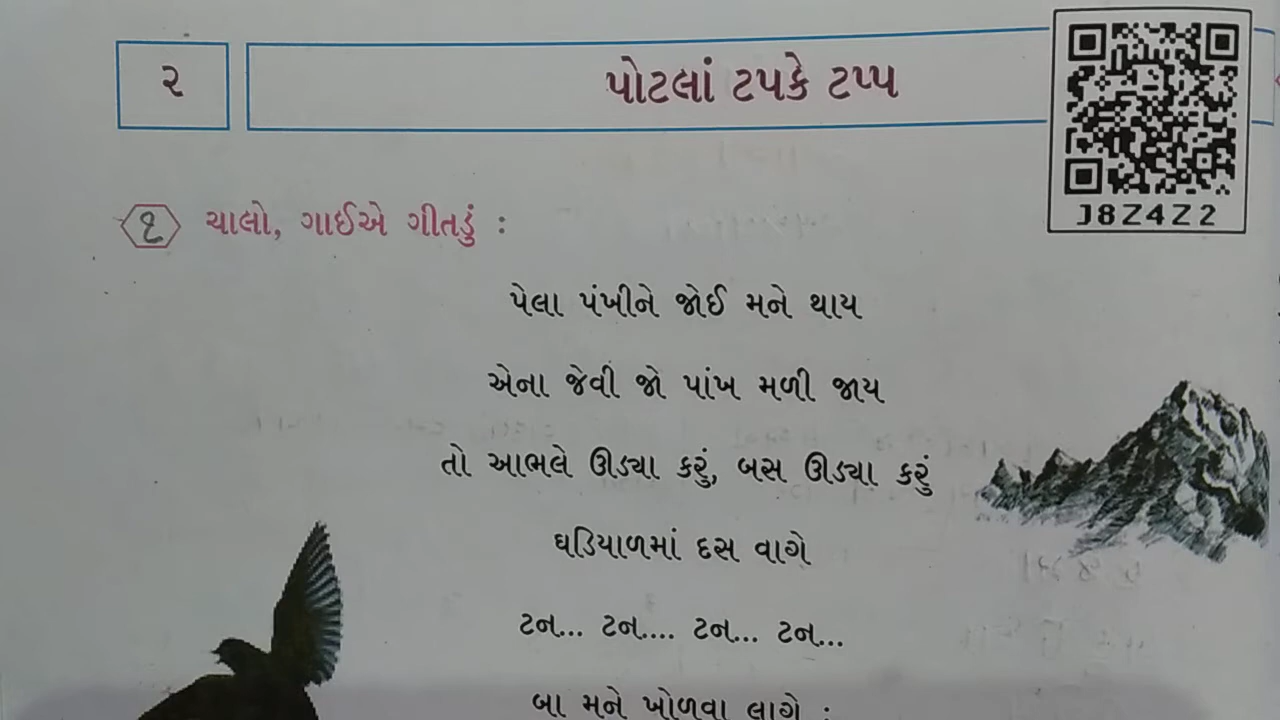 ૨
પોટલાં ટપકે ટપ્પ
J8Z4Z2
૧ ચાલો, ગાઈએ ગીતડું :
પેલા પંખીને જોઈ મને થાય
એના જેવી જો પાંખ મળી જાય
તો આભલે ઊડ્યા કરું, બસ ઊડ્યા કરું
ઘડિયાળમાં દસ વાગે
ટન... ટન.... ટન... ટન...
બા મને ખોળવા લાગે :